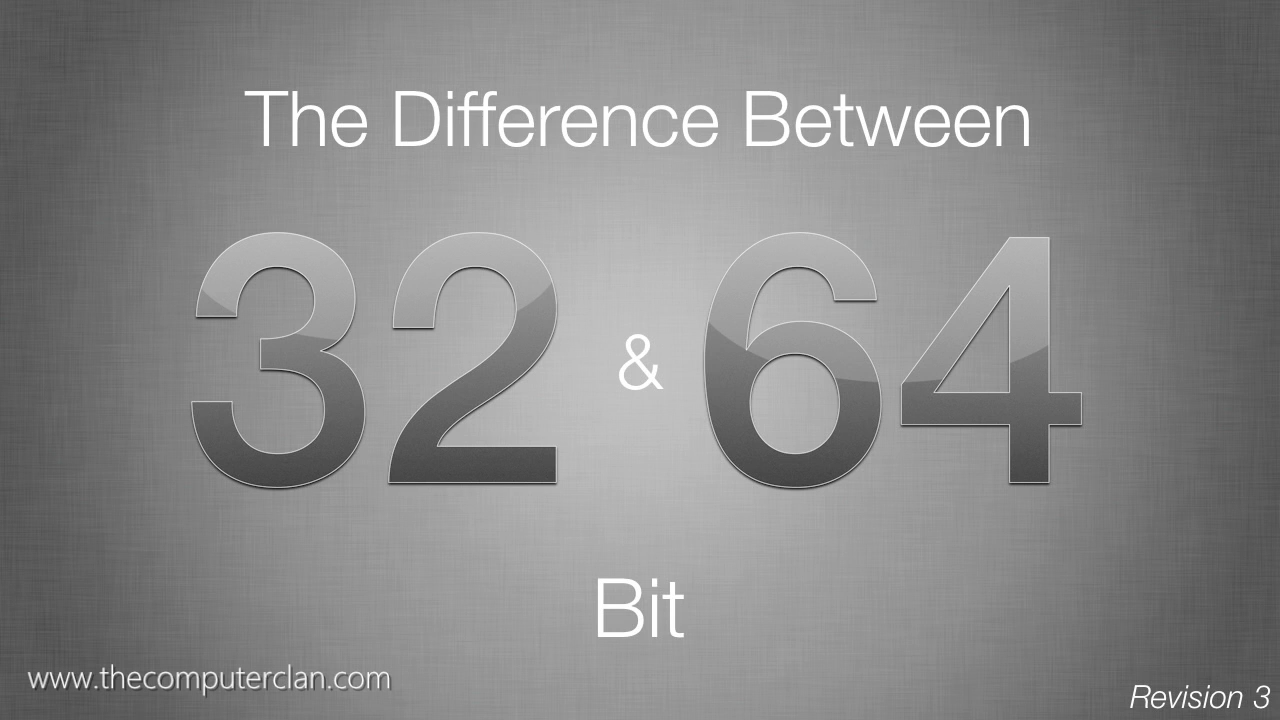 The Difference Between
32 & 64
Bit
www.thecomputerclan.com
Revision 3